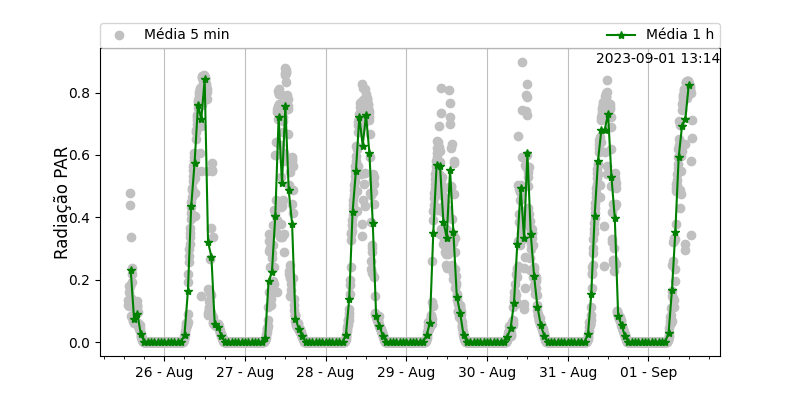 Média 5 min
Média 1 h
2023-09-01 13:14
Radiação PAR
0.8
0.6
0.4
0.2
0.0
26 - Aug
27 - Aug
28 - Aug
29 - Aug
30 - Aug
31 - Aug
01 - Sep